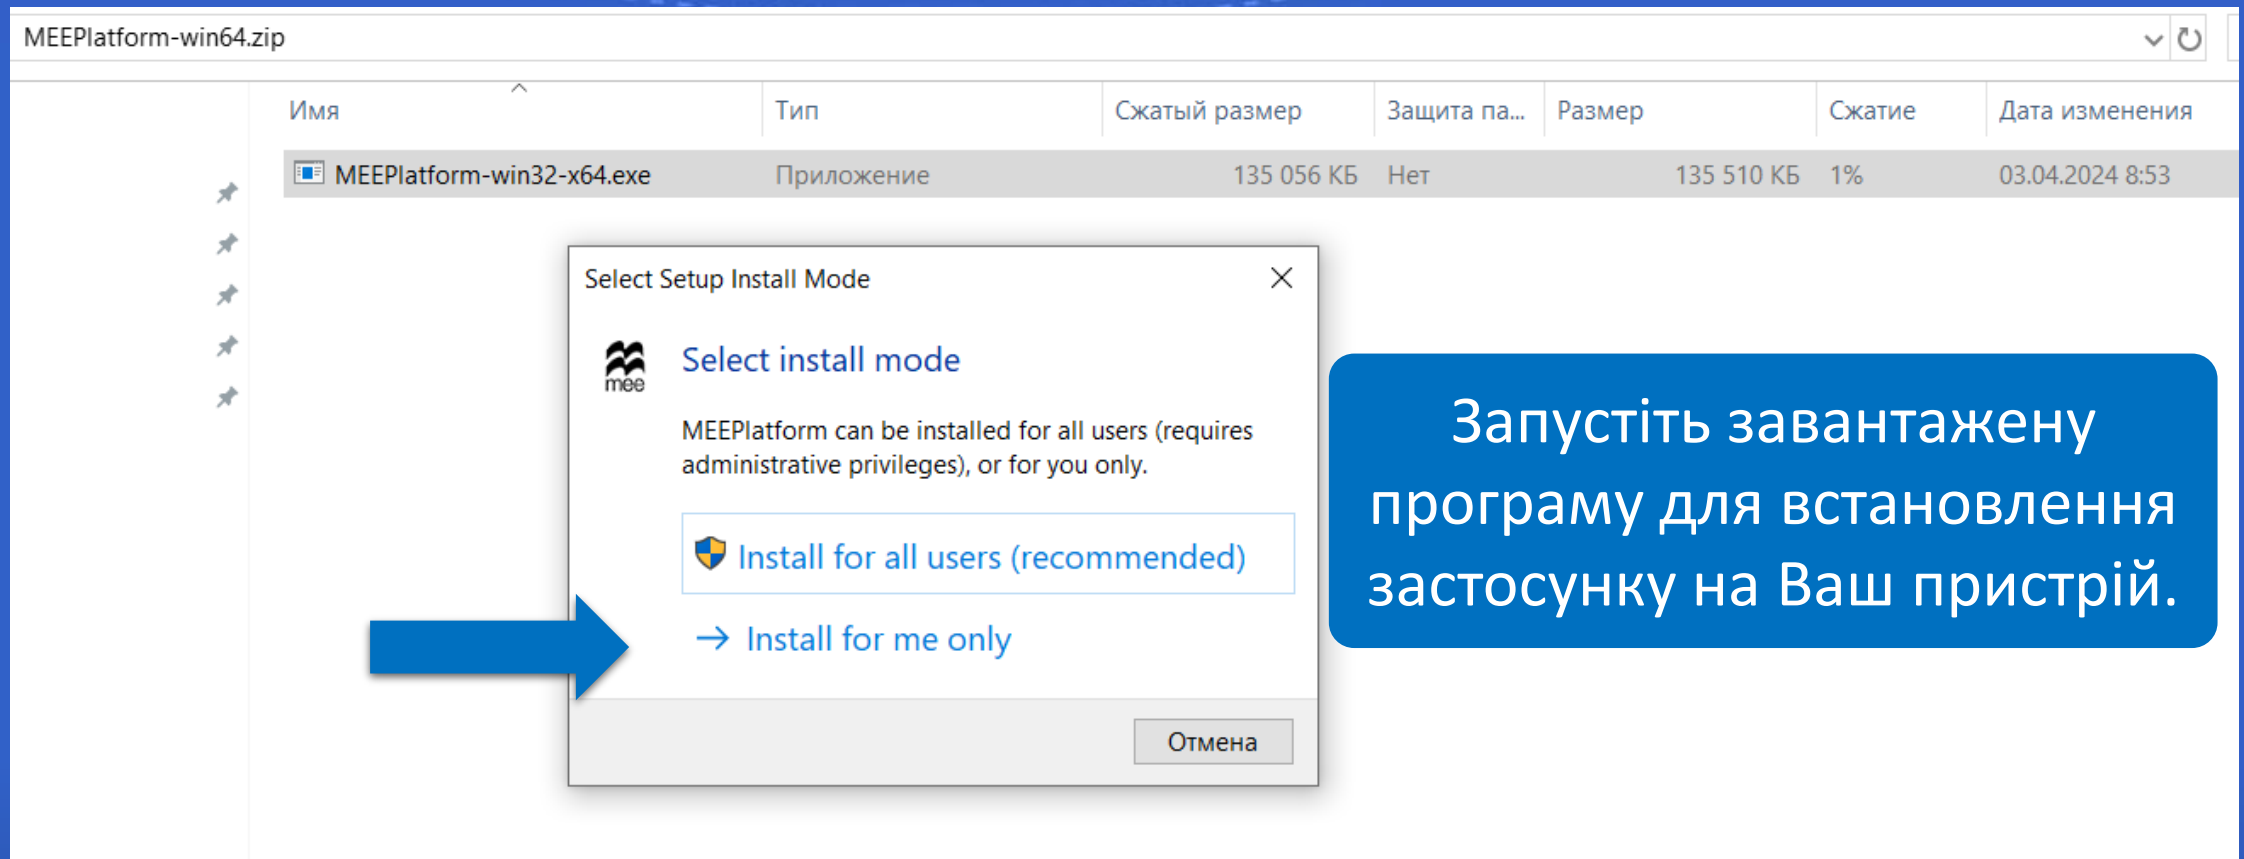 MEEPlatform-win64.zip
Имя Тип Сжатый размер Защита па... Размер Сжатие Дата изменения
MEEPlatform-win32-x64.exe Приложение 135 056 КБ Нет 135 510 КБ 1% 03.04.2024 8:53
Select Setup Install Mode
mee
Select install mode
MEEPlatform can be installed for all users (requires
administrative privileges), or for you only.
Install for all users (recommended)
Install for me only
Отмена
Запустіть завантажену
програму для встановлення
застосунку на Ваш пристрій.